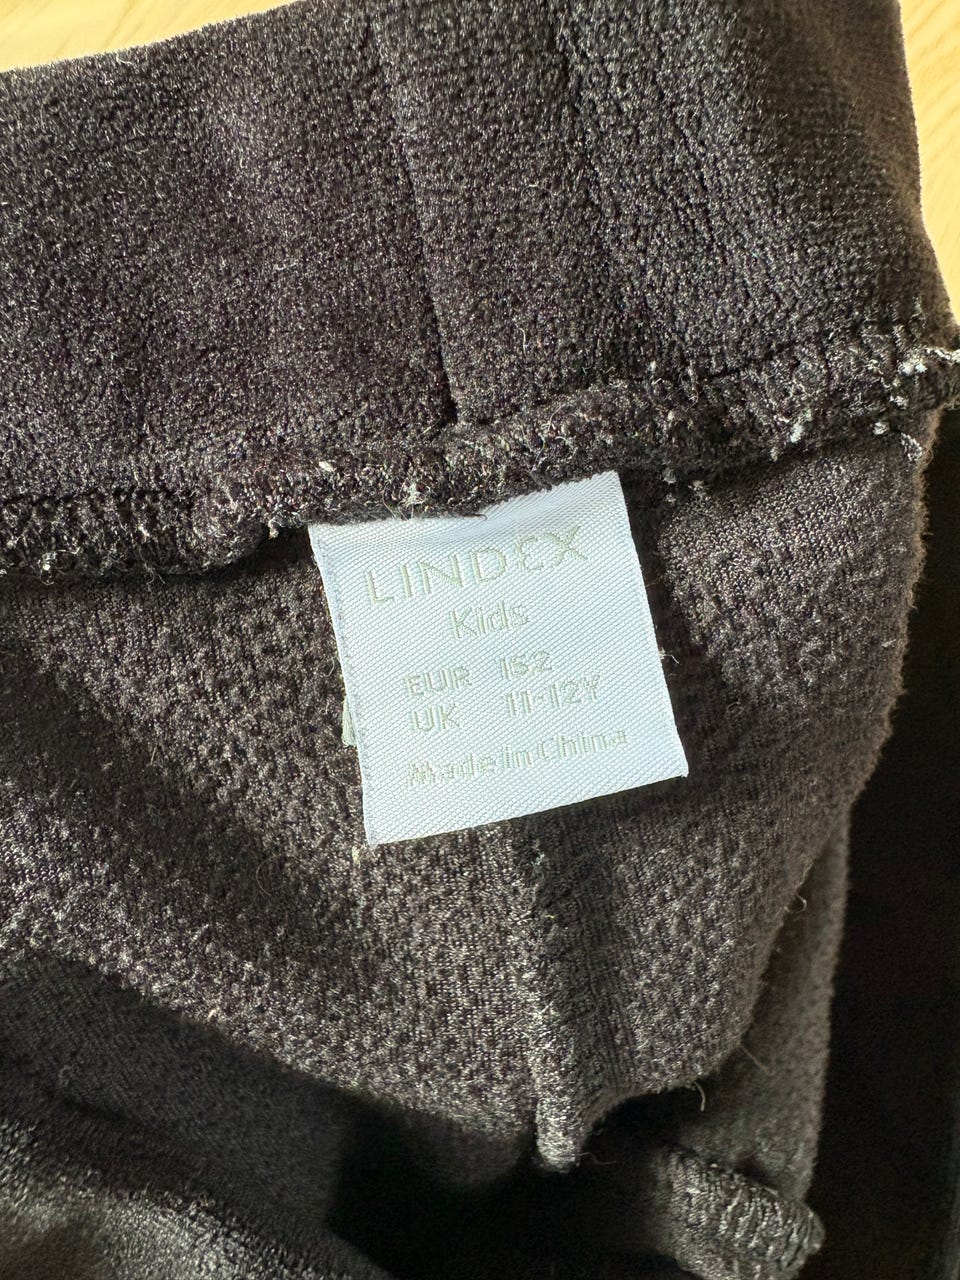 LINDEX
Kids
EUR 152
UK 11-12Y
Made in China